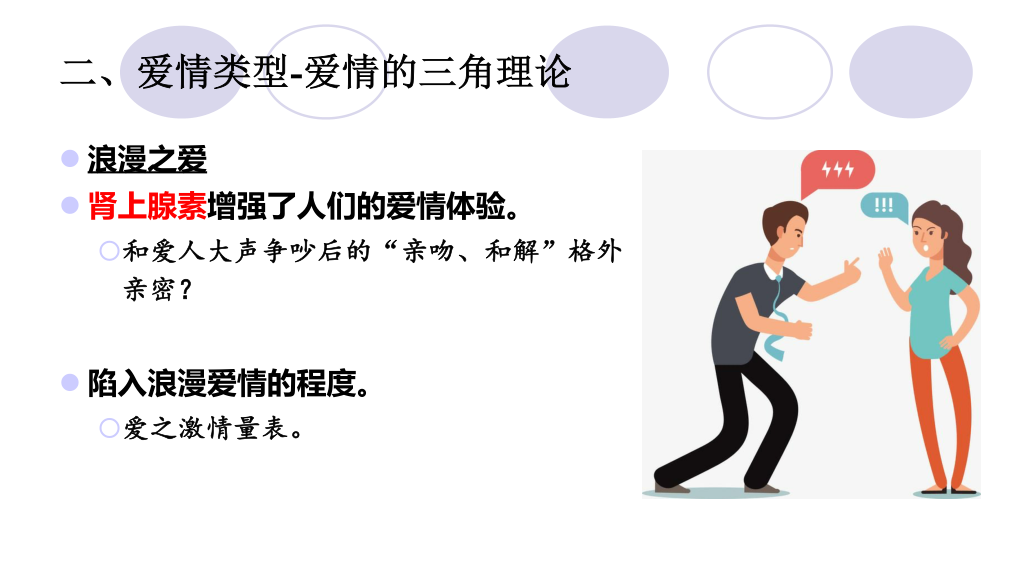 二、爱情类型-爱情的三角理论
浪漫之爱
肾上腺素增强了人们的爱情体验。
和爱人大声争吵后的“亲吻、和解”格外
亲密？
陷入浪漫爱情的程度。
爱之激情量表。
!!!